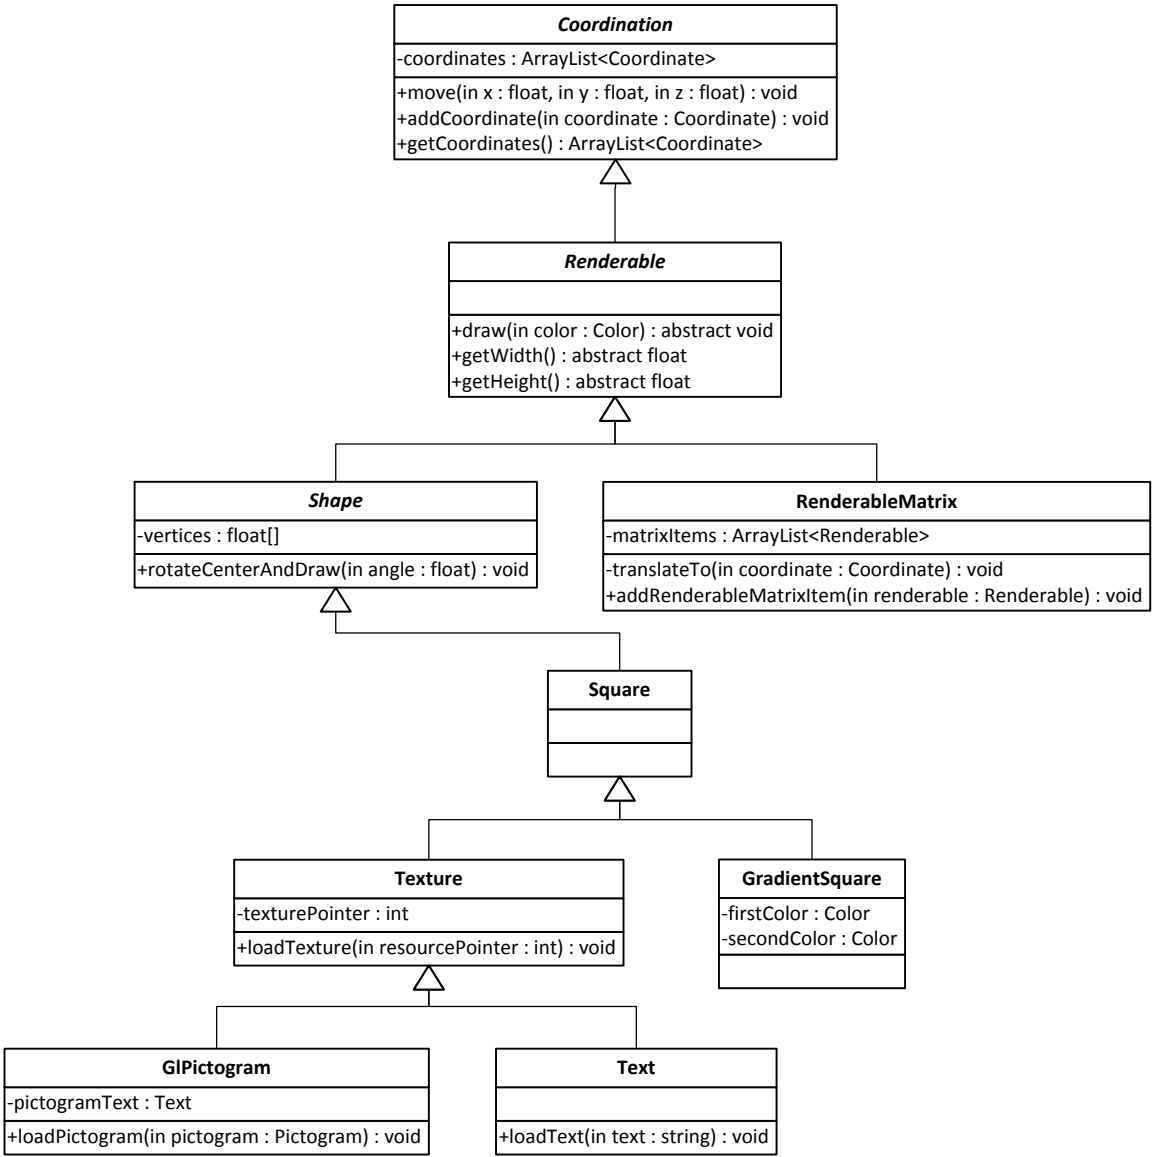 Coordination
-coordinates : ArrayList<Coordinate>
+move(in x : float, in y : float, in z : float) : void
+addCoordinate(in coordinate : Coordinate) : void
+getCoordinates() : ArrayList<Coordinate>
Renderable
+draw(in color : Color) : abstract void
+getWidth() : abstract float
+getHeight() : abstract float
Shape
-vertices : float[]
+rotateCenterAndDraw(in angle : float) : void
RenderableMatrix
-matrixItems : ArrayList<Renderable>
-translateTo(in coordinate : Coordinate) : void
+addRenderableMatrixItem(in renderable : Renderable) : void
Square
Texture
-texturePointer : int
+loadTexture(in resourcePointer : int) : void
GradientSquare
-firstColor : Color
-secondColor : Color
GlPictogram
-pictogramText : Text
+loadPictogram(in pictogram : Pictogram) : void
Text
+loadText(in text : string) : void